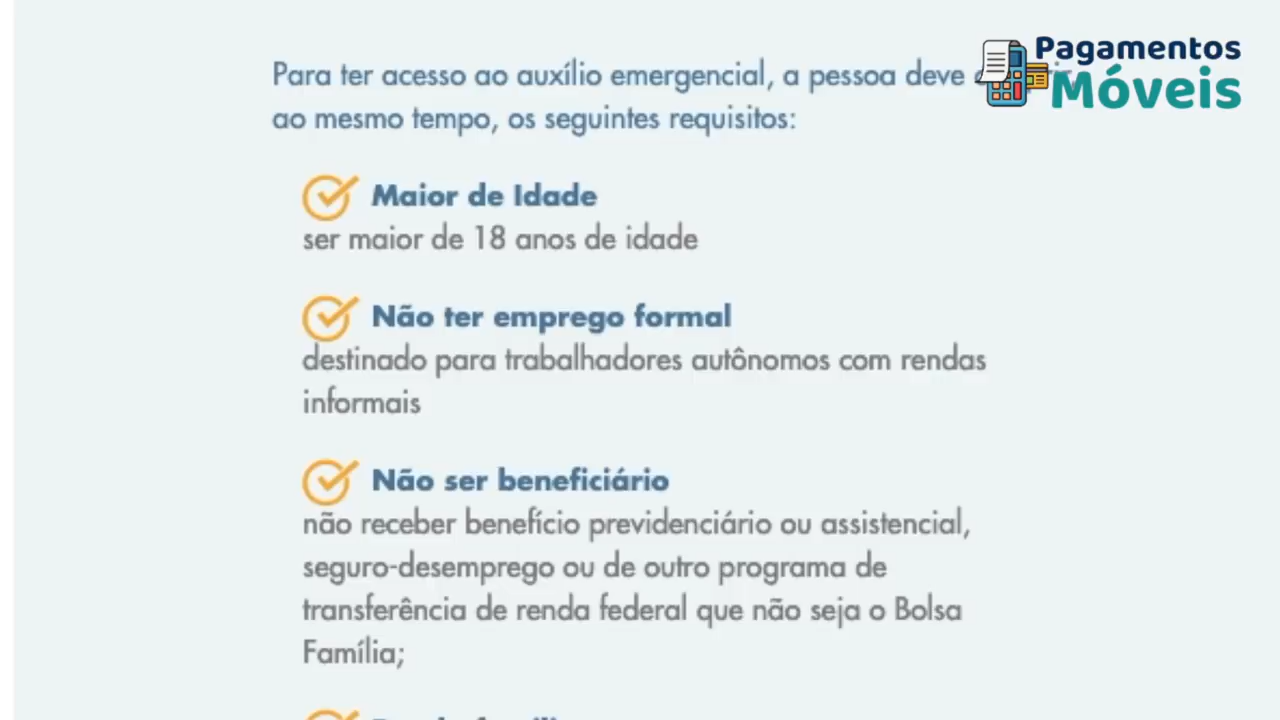 Para ter acesso ao auxílio emergencial, a pessoa deve
ao mesmo tempo, os seguintes requisitos:
Pagamentos
Móveis
Maior de Idade
ser maior de 18 anos de idade
Não ter emprego formal
destinado para trabalhadores autônomos com rendas
informais
Não ser beneficiário
não receber benefício previdenciário ou assistencial,
seguro-desemprego ou de outro programa de
transferência de renda federal que não seja o Bolsa
Família;